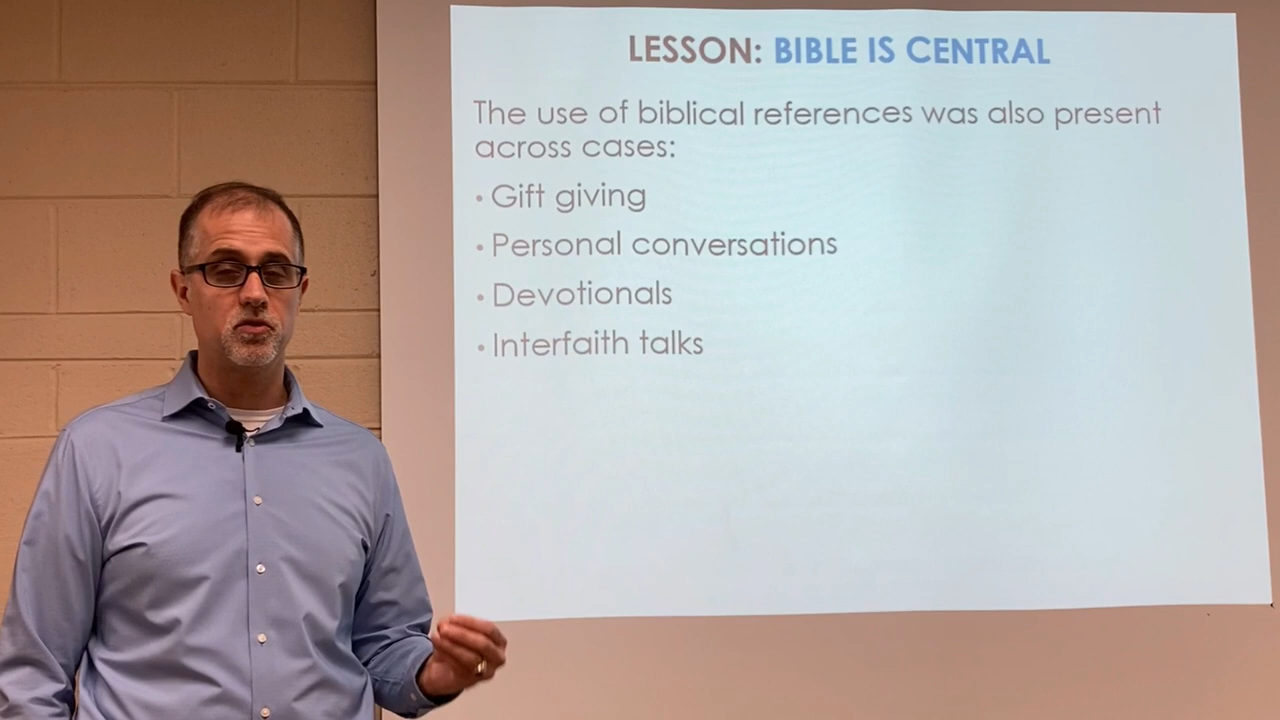 LESSON: BIBLE IS CENTRAL
The use of biblical references was also present
across cases:
• Gift giving
• Personal conversations
• Devotionals
• Interfaith talks